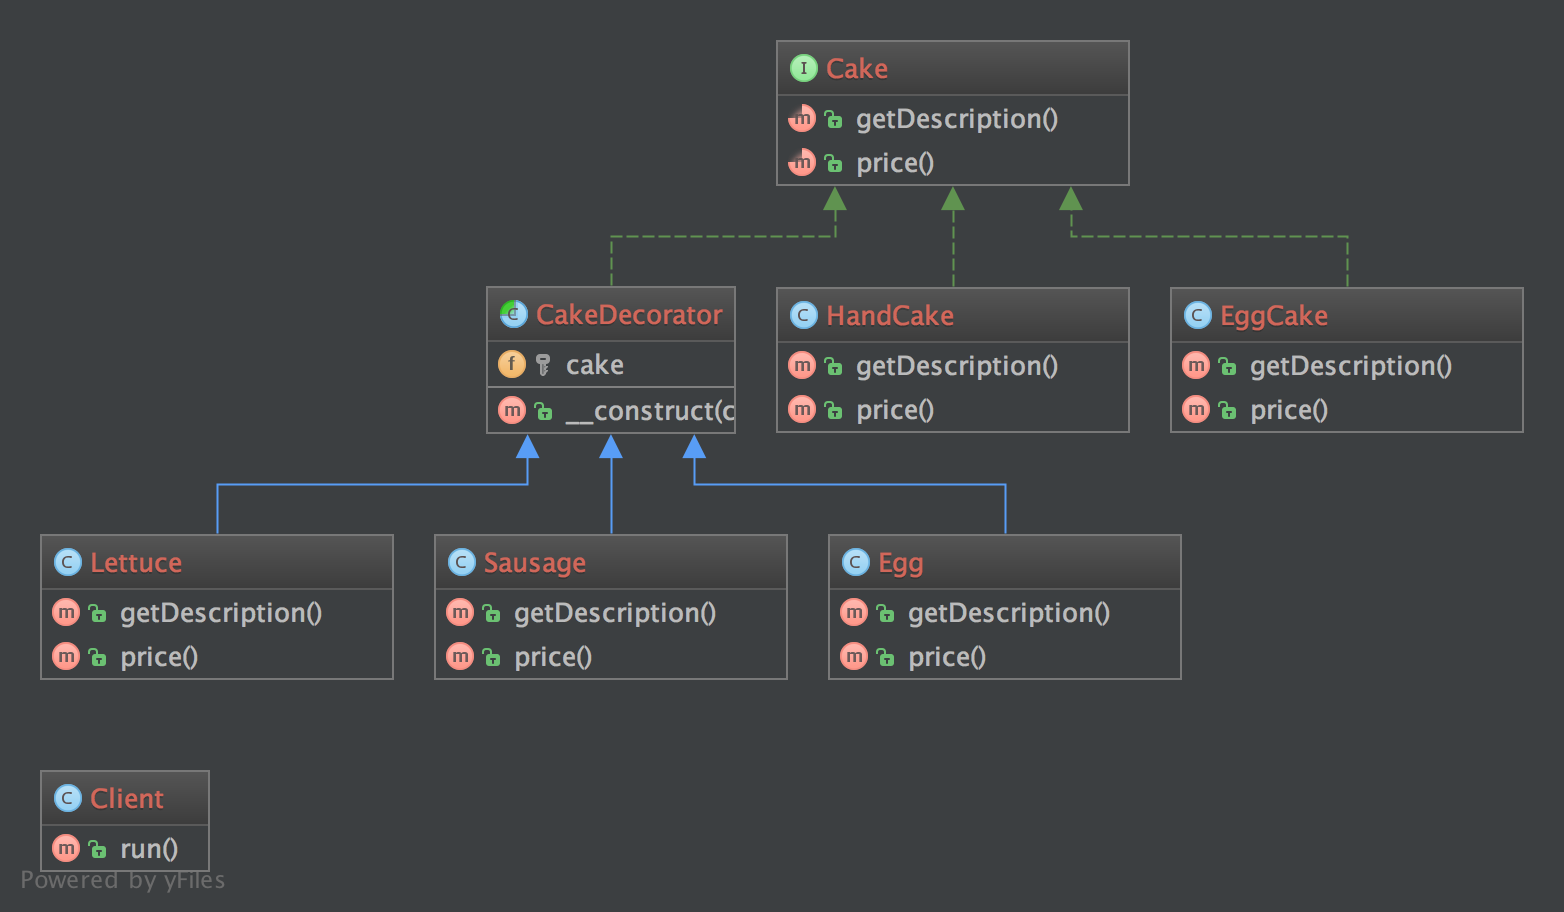 I Cake
m getDescription()
m price()
C CakeDecorator
f cake
m __construct(c
C HandCake
m getDescription()
m price()
C EggCake
m getDescription()
m price()
C Lettuce
m getDescription()
m price()
C Sausage
m getDescription()
m price()
C Egg
m getDescription()
m price()
C Client
m run()
Powered by yFiles